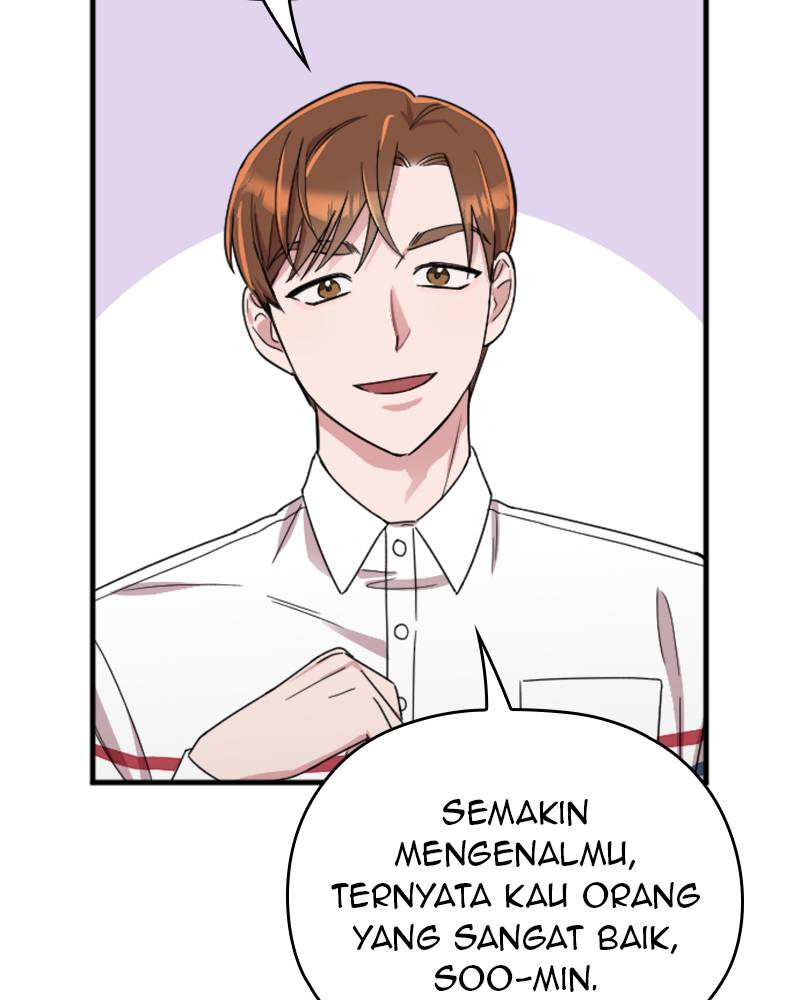 SEMAKIN
MENGENALMU,
TERNYATA KAU ORANG
YANG SANGAT BAIK,
SOO-MIN.